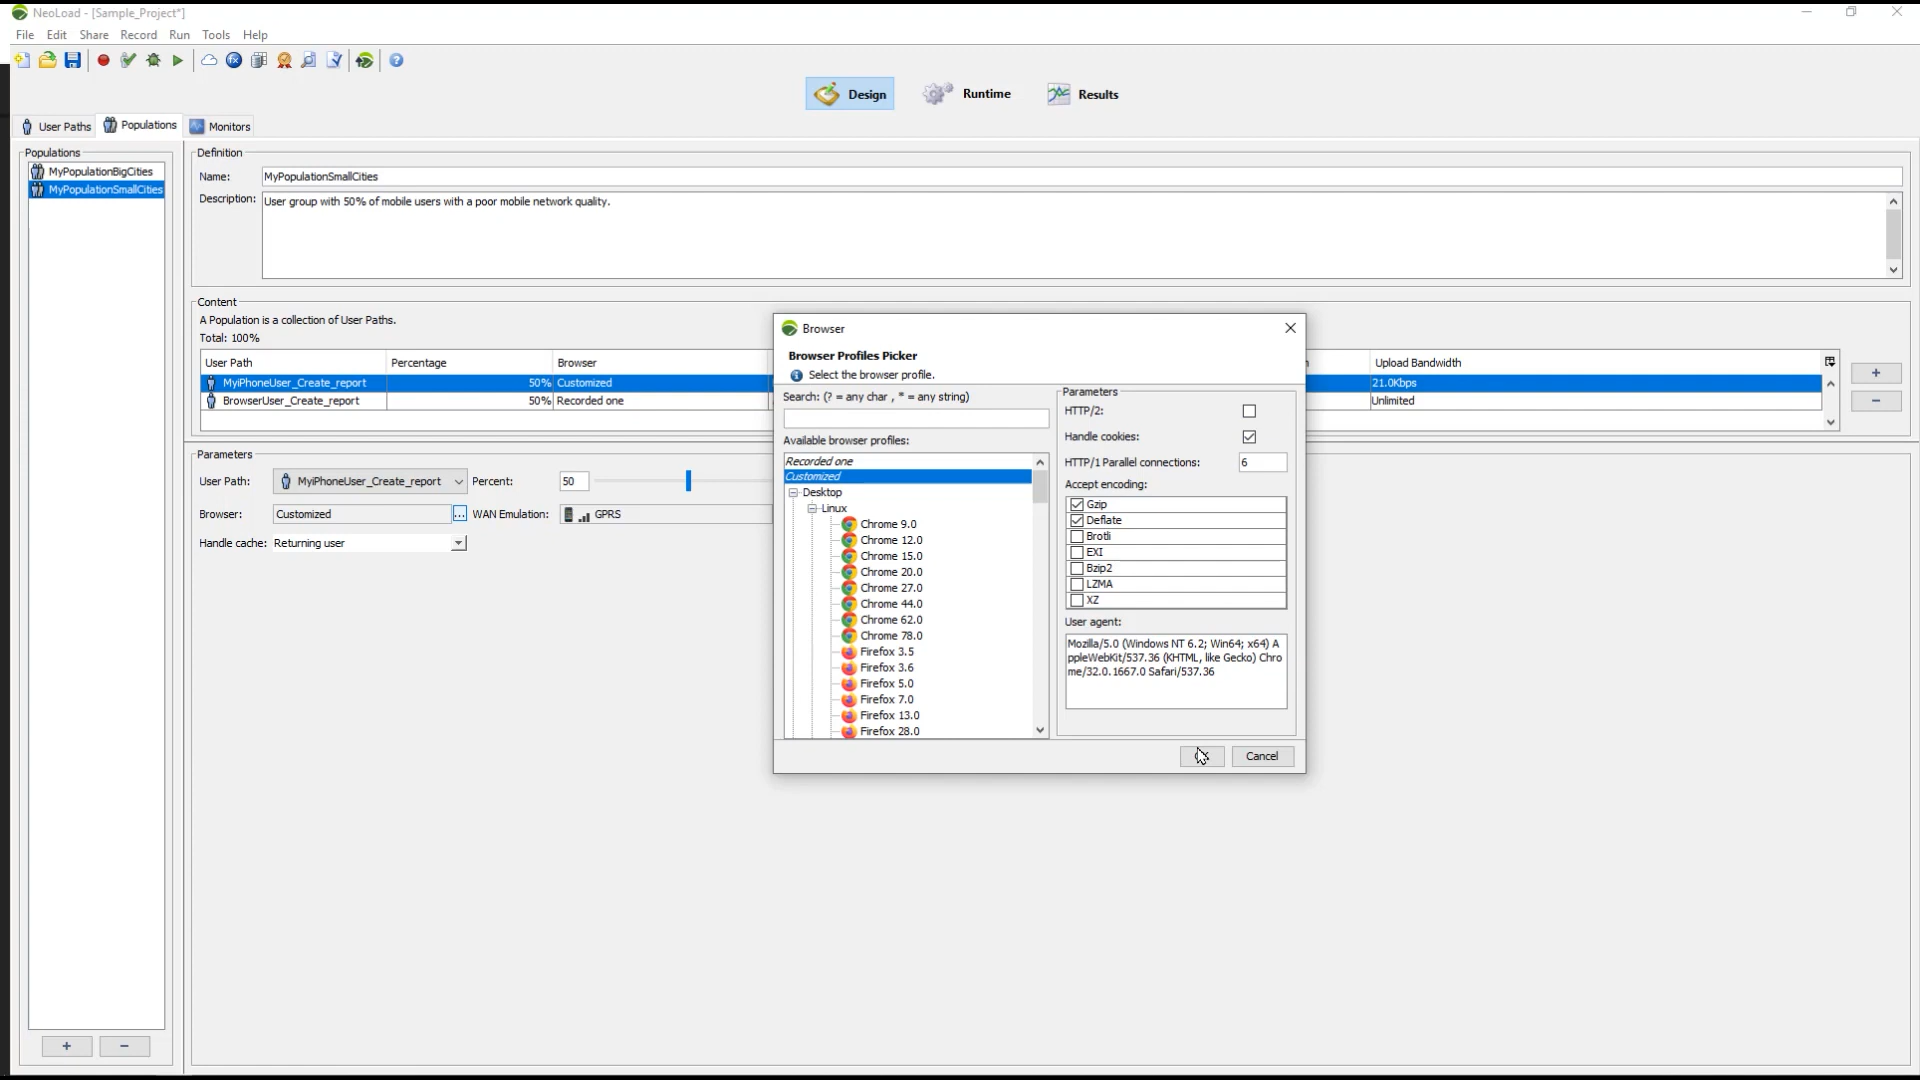 NeoLoad - [Sample_Project*]
File Edit Share Record Run Tools Help
Design Runtime Results
User Paths Populations Monitors
Populations
MyPopulationBigCities
MyPopulationSmallCities
Definition
Name: MyPopulationSmallCities
Description: User group with 50% of mobile users with a poor mobile network quality.
Content
A Population is a collection of User Paths.
Total: 100%
User Path Percentage Browser Upload Bandwidth
MyiPhoneUser_Create_report 50% Customized 21.0Kbps
BrowserUser_Create_report 50% Recorded one Unlimited
+
−
Parameters
User Path: MyiPhoneUser_Create_report Percent: 50
Browser: Customized ... WAN Emulation: GPRS
Handle cache: Returning user
Browser
Browser Profiles Picker
Select the browser profile.
Search: (? = any char , * = any string)
Available browser profiles:
Recorded one
Customized
Desktop
Linux
Chrome 9.0
Chrome 12.0
Chrome 15.0
Chrome 20.0
Chrome 27.0
Chrome 44.0
Chrome 62.0
Chrome 78.0
Firefox 3.5
Firefox 3.6
Firefox 5.0
Firefox 7.0
Firefox 13.0
Firefox 28.0
Parameters
HTTP/2:
Handle cookies:
HTTP/1 Parallel connections: 6
Accept encoding:
Gzip
Deflate
Brotli
EXI
Bzip2
LZMA
XZ
User agent:
Mozilla/5.0 (Windows NT 6.2; Win64; x64) A
ppleWebKit/537.36 (KHTML, like Gecko) Chro
me/32.0.1667.0 Safari/537.36
Cancel
+ −